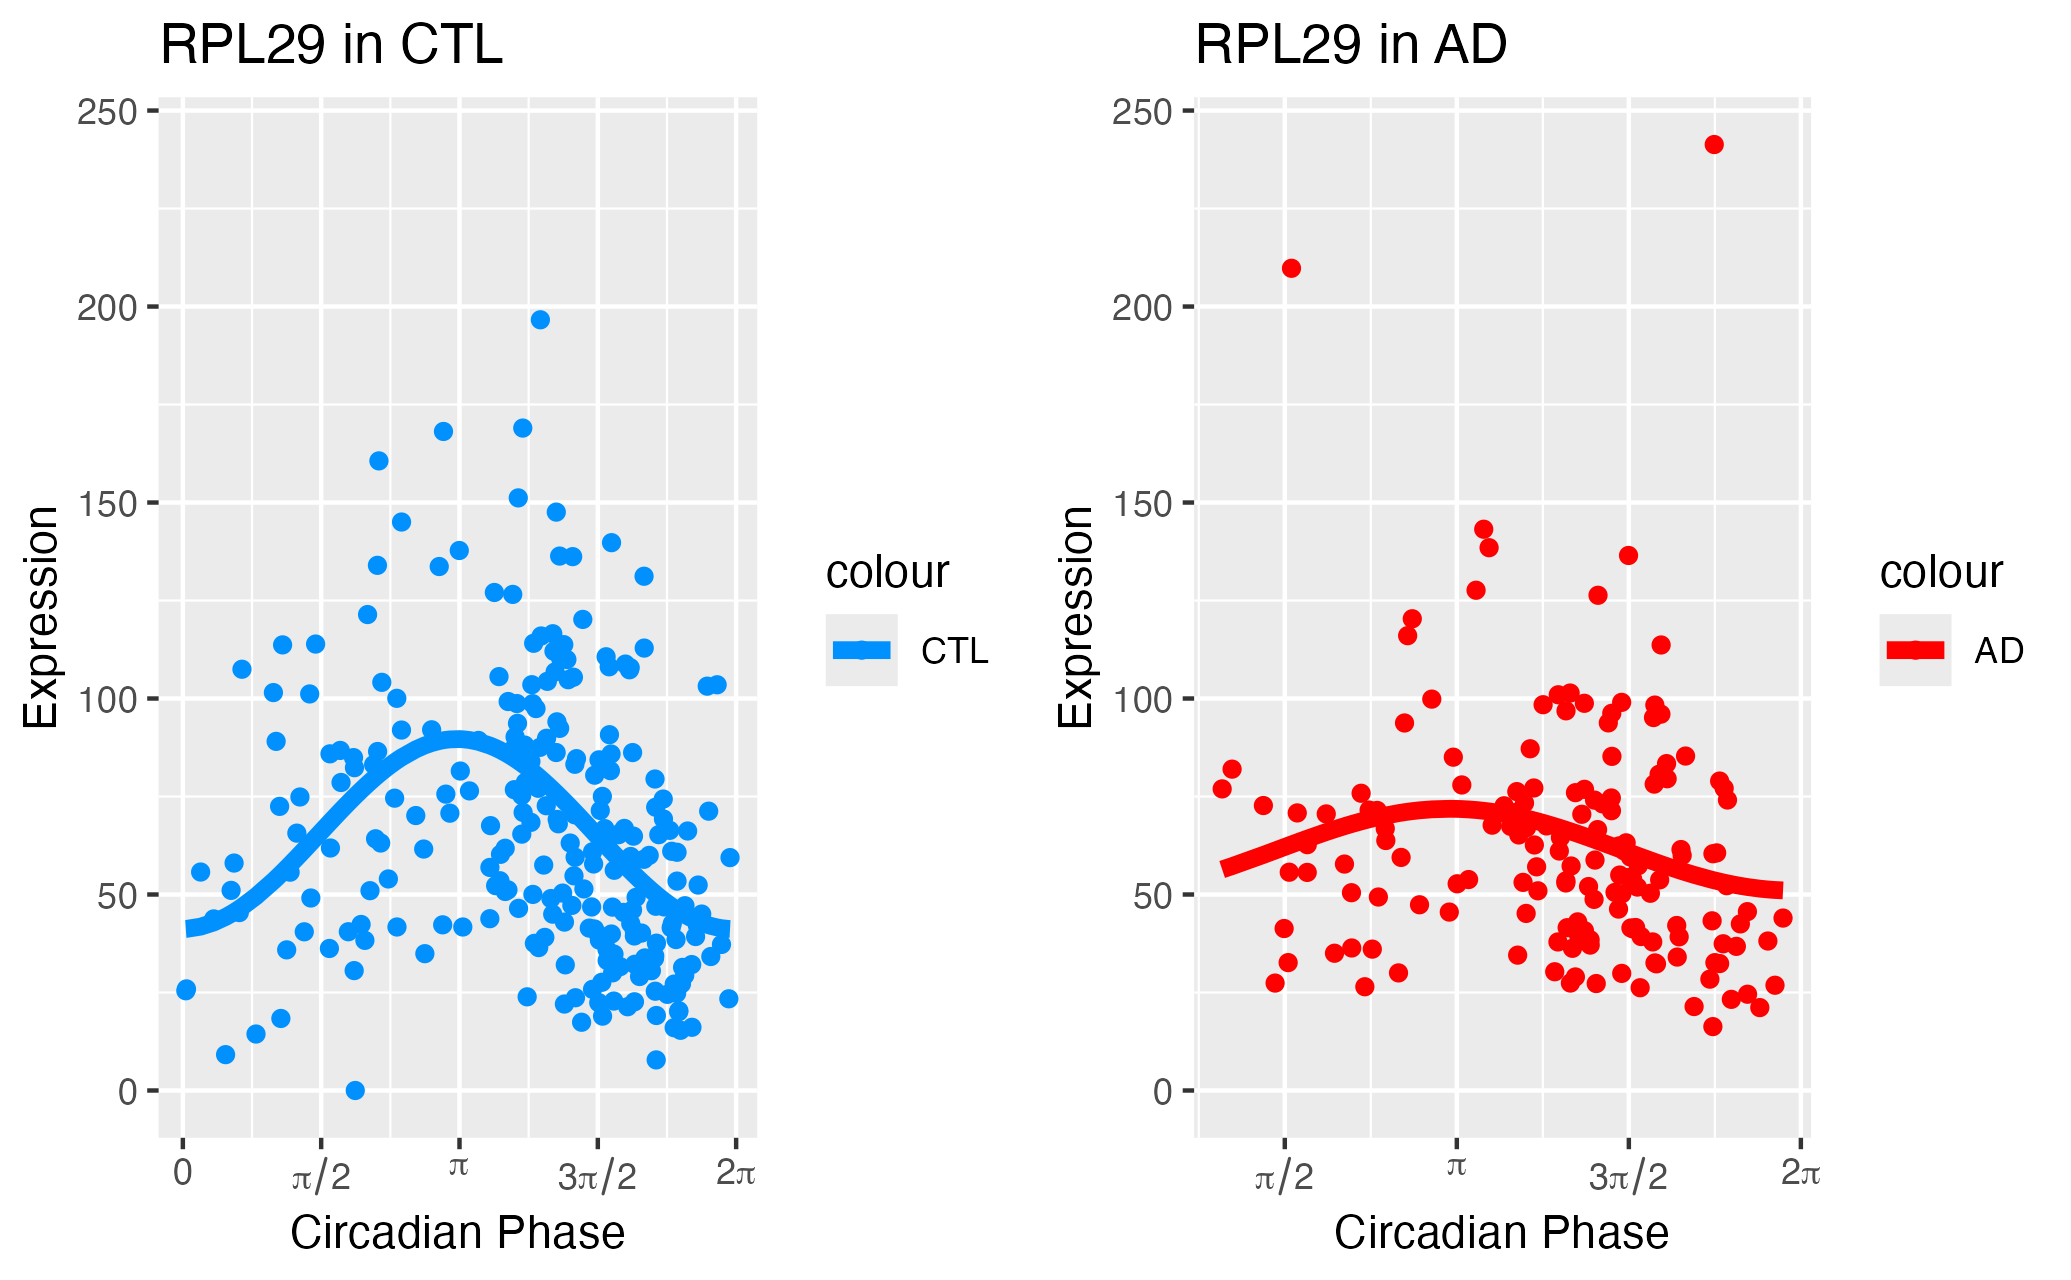 RPL29 in CTL
250
200
150
100
50
0
Expression
0
π/2
π
3π/2
2π
Circadian Phase
colour
CTL
RPL29 in AD
250
200
150
100
50
0
Expression
π/2
π
3π/2
2π
Circadian Phase
colour
AD